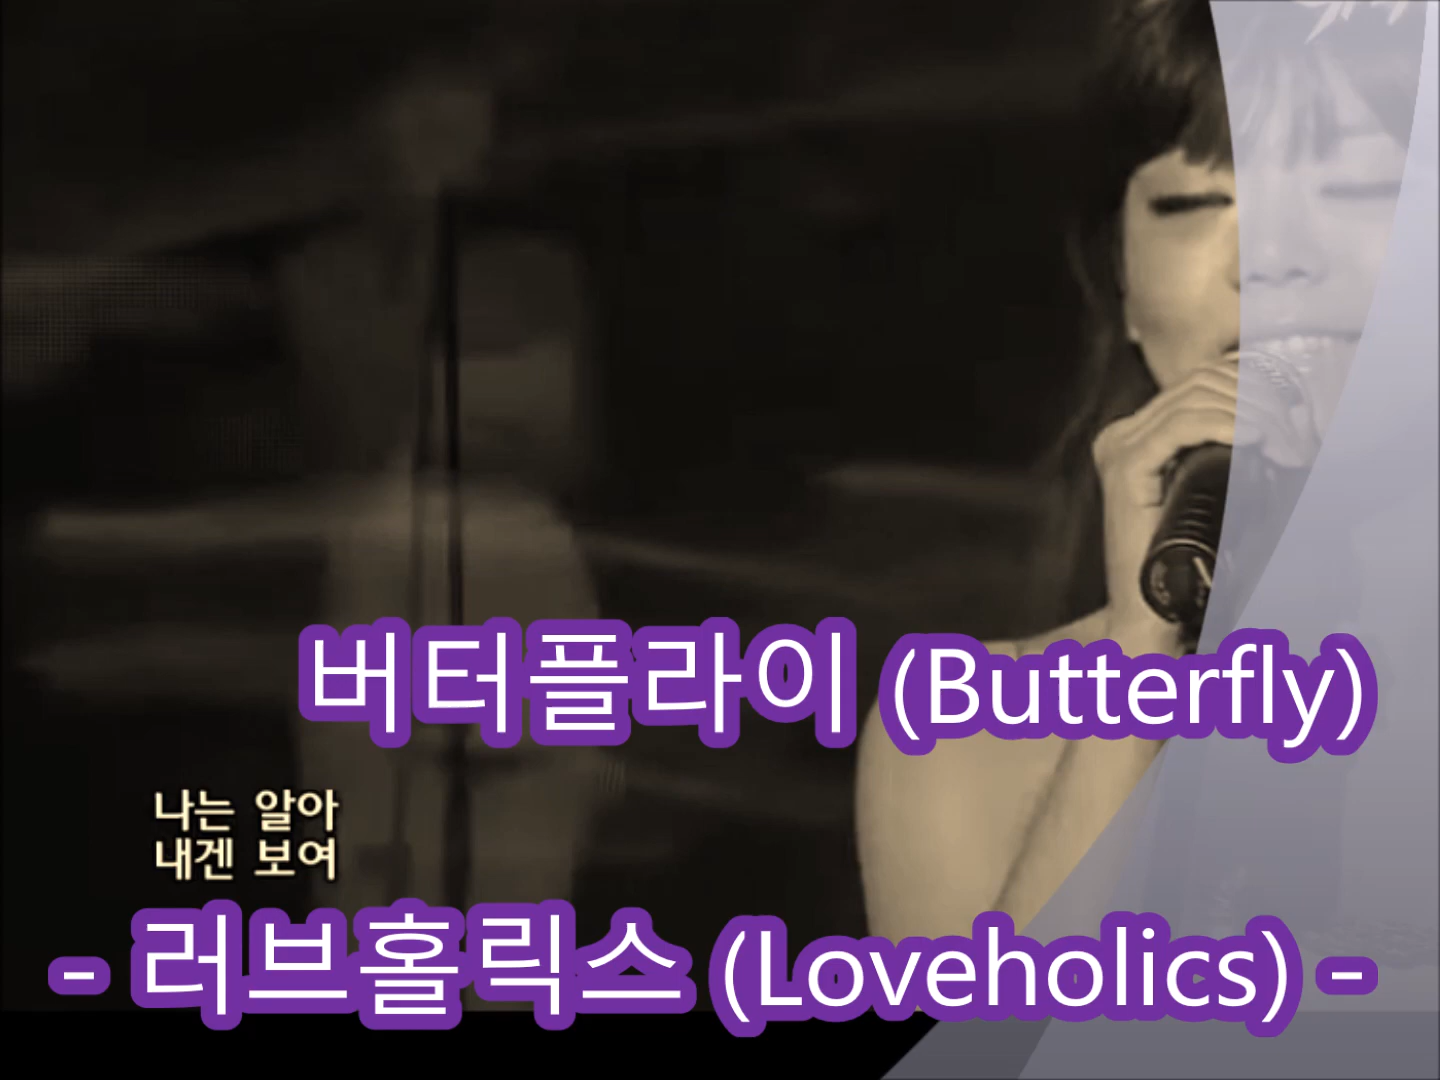 버터플라이 (Butterfly)
나는 알아
내겐 보여
- 러브홀릭스 (Loveholics) -